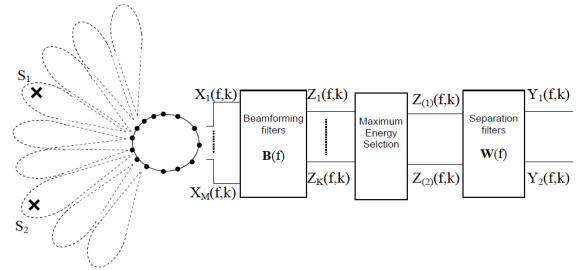 S1
S2
X1(f,k)
XM(f,k)
Beamforming
filters
B(f)
Z1(f,k)
ZK(f,k)
Maximum
Energy
Selction
Z(1)(f,k)
Z(2)(f,k)
Separation
filters
W(f)
Y1(f,k)
Y2(f,k)